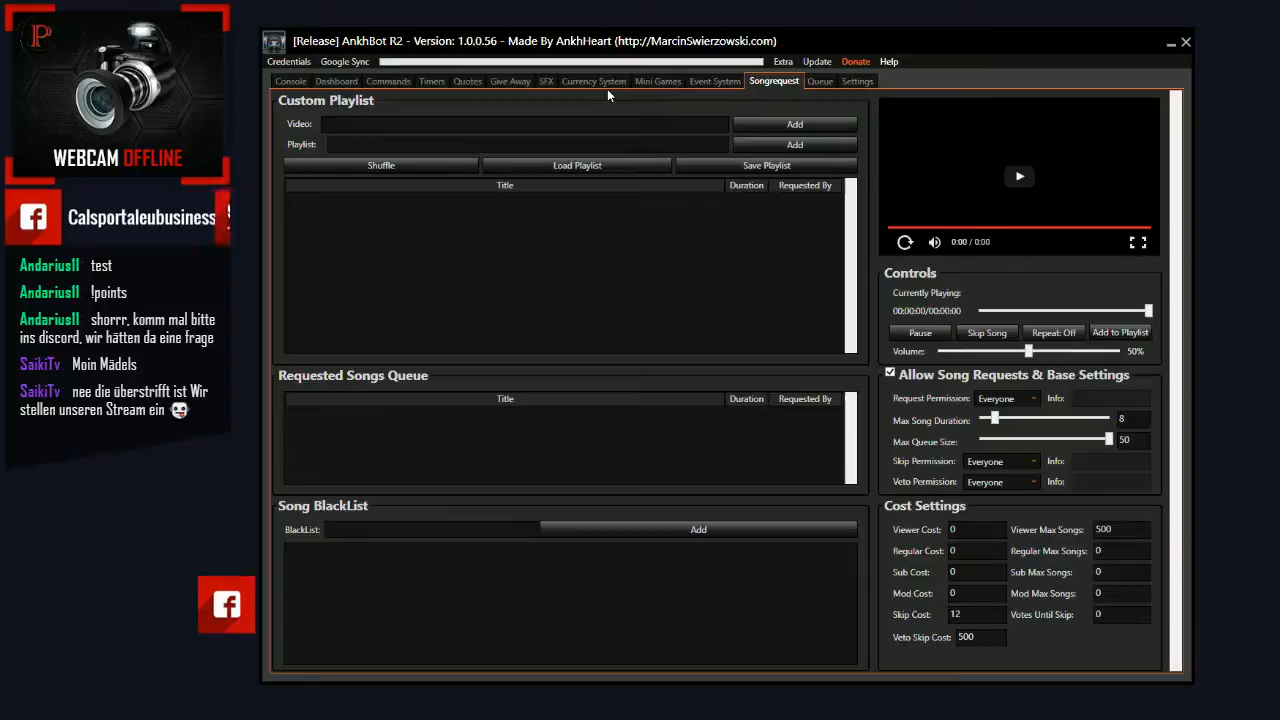 WEBCAM OFFLINE
Calsportaleubusiness
Andarius11 test
Andarius11 !points
Andarius11 shorrr, komm mal bitte
ins discord, wir hätten da eine frage
SaikiTv Moin Mädels
SaikiTv nee die überstrifft ist Wir
stellen unseren Stream ein
[Release] AnkhBot R2 - Version: 1.0.0.56 - Made By AnkhHeart (http://MarcinSwierzowski.com)
Credentials Google Sync Extra Update Donate Help
Console Dashboard Commands Timers Quotes Give Away SFX Currency System Mini Games Event System Songrequest Queue Settings
Custom Playlist
Video: Add
Playlist: Add
Shuffle Load Playlist Save Playlist
Title Duration Requested By
Requested Songs Queue
Title Duration Requested By
Song BlackList
BlackList: Add
0:00 / 0:00
Controls
Currently Playing:
00:00:00/00:00:00
Pause Skip Song Repeat: Off Add to Playlist
Volume: 50%
Allow Song Requests & Base Settings
Request Permission: Everyone Info:
Max Song Duration: 8
Max Queue Size: 50
Skip Permission: Everyone Info:
Veto Permission: Everyone Info:
Cost Settings
Viewer Cost: 0 Viewer Max Songs: 500
Regular Cost: 0 Regular Max Songs: 0
Sub Cost: 0 Sub Max Songs: 0
Mod Cost: 0 Mod Max Songs: 0
Skip Cost: 12 Votes Until Skip: 0
Veto Skip Cost: 500